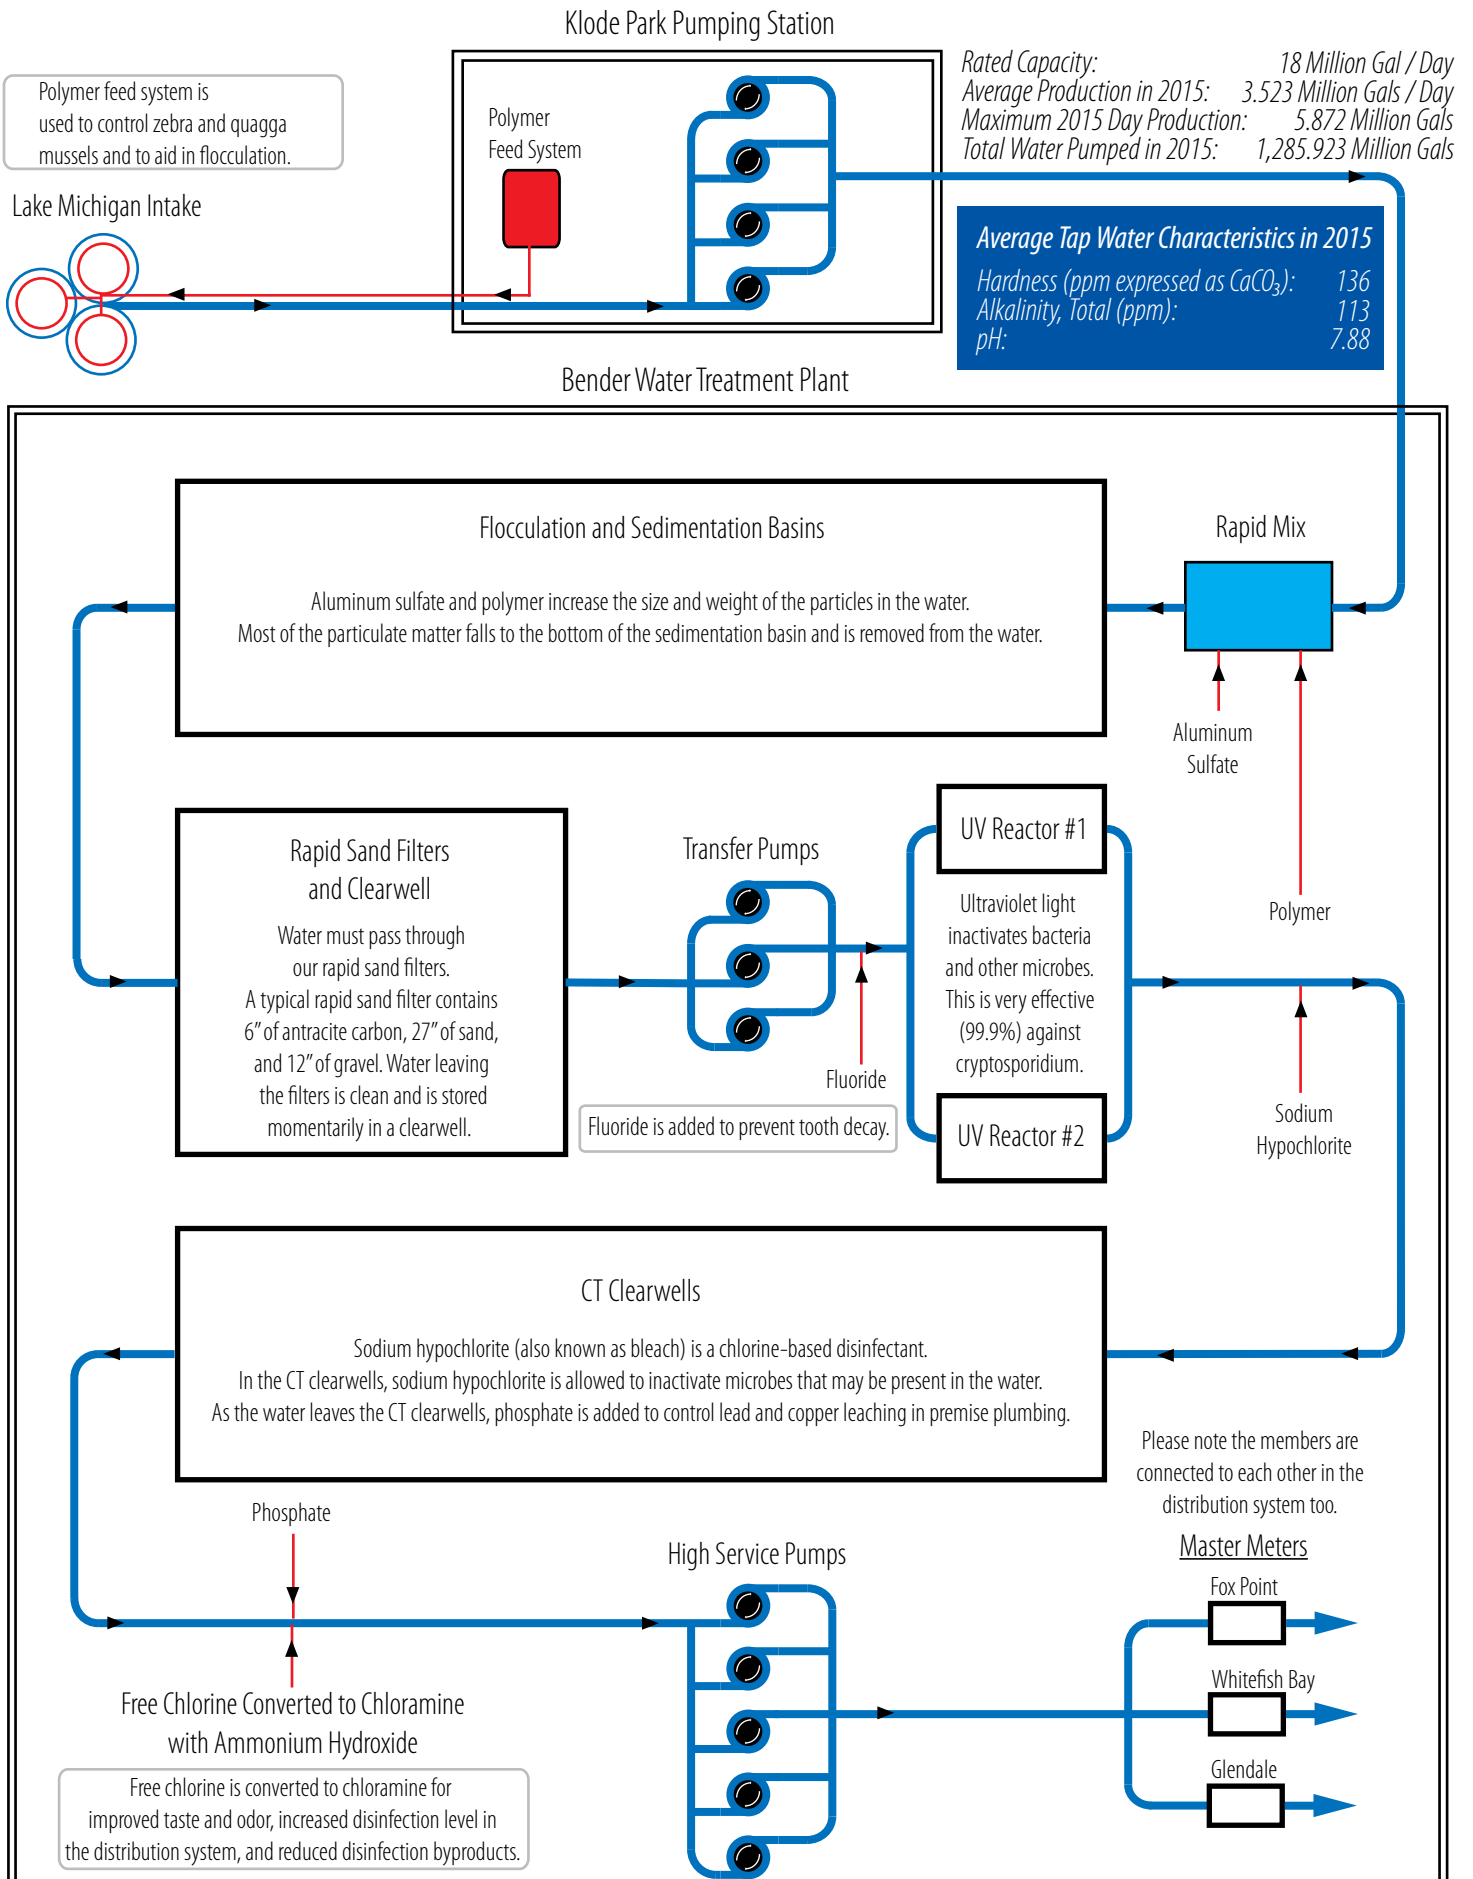 Klode Park Pumping Station
Rated Capacity: 18 Million Gal / Day
Average Production in 2015: 3.523 Million Gals / Day
Maximum 2015 Day Production: 5.872 Million Gals
Total Water Pumped in 2015: 1,285.923 Million Gals
Polymer feed system is
used to control zebra and quagga
mussels and to aid in flocculation.
Polymer
Feed System
Lake Michigan Intake
Average Tap Water Characteristics in 2015
Hardness (ppm expressed as CaCO₃): 136
Alkalinity, Total (ppm): 113
pH: 7.88
Bender Water Treatment Plant
Flocculation and Sedimentation Basins
Aluminum sulfate and polymer increase the size and weight of the particles in the water.
Most of the particulate matter falls to the bottom of the sedimentation basin and is removed from the water.
Rapid Mix
Aluminum
Sulfate
Polymer
Rapid Sand Filters
and Clearwell
Water must pass through
our rapid sand filters.
A typical rapid sand filter contains
6" of antracite carbon, 27" of sand,
and 12" of gravel. Water leaving
the filters is clean and is stored
momentarily in a clearwell.
Transfer Pumps
Fluoride
Fluoride is added to prevent tooth decay.
UV Reactor #1
Ultraviolet light
inactivates bacteria
and other microbes.
This is very effective
(99.9%) against
cryptosporidium.
UV Reactor #2
Sodium
Hypochlorite
CT Clearwells
Sodium hypochlorite (also known as bleach) is a chlorine-based disinfectant.
In the CT clearwells, sodium hypochlorite is allowed to inactivate microbes that may be present in the water.
As the water leaves the CT clearwells, phosphate is added to control lead and copper leaching in premise plumbing.
Phosphate
Free Chlorine Converted to Chloramine
with Ammonium Hydroxide
Free chlorine is converted to chloramine for
improved taste and odor, increased disinfection level in
the distribution system, and reduced disinfection byproducts.
High Service Pumps
Please note the members are
connected to each other in the
distribution system too.
Master Meters
Fox Point
Whitefish Bay
Glendale